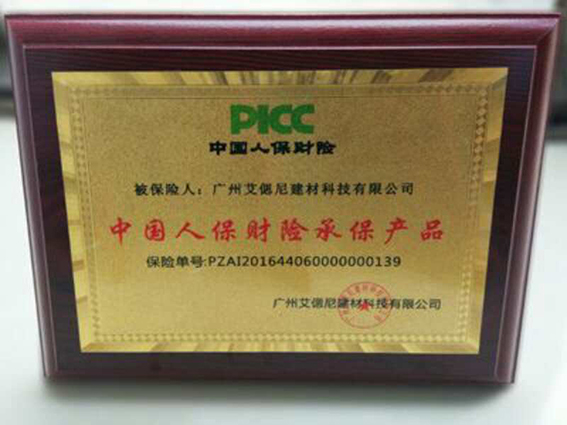 PICC
中国人保财险
被保险人：广州艾偲尼建材科技有限公司
中国人保财险承保产品
保险单号:PZAI201644060000000139
广州艾偲尼建材科技有限公司